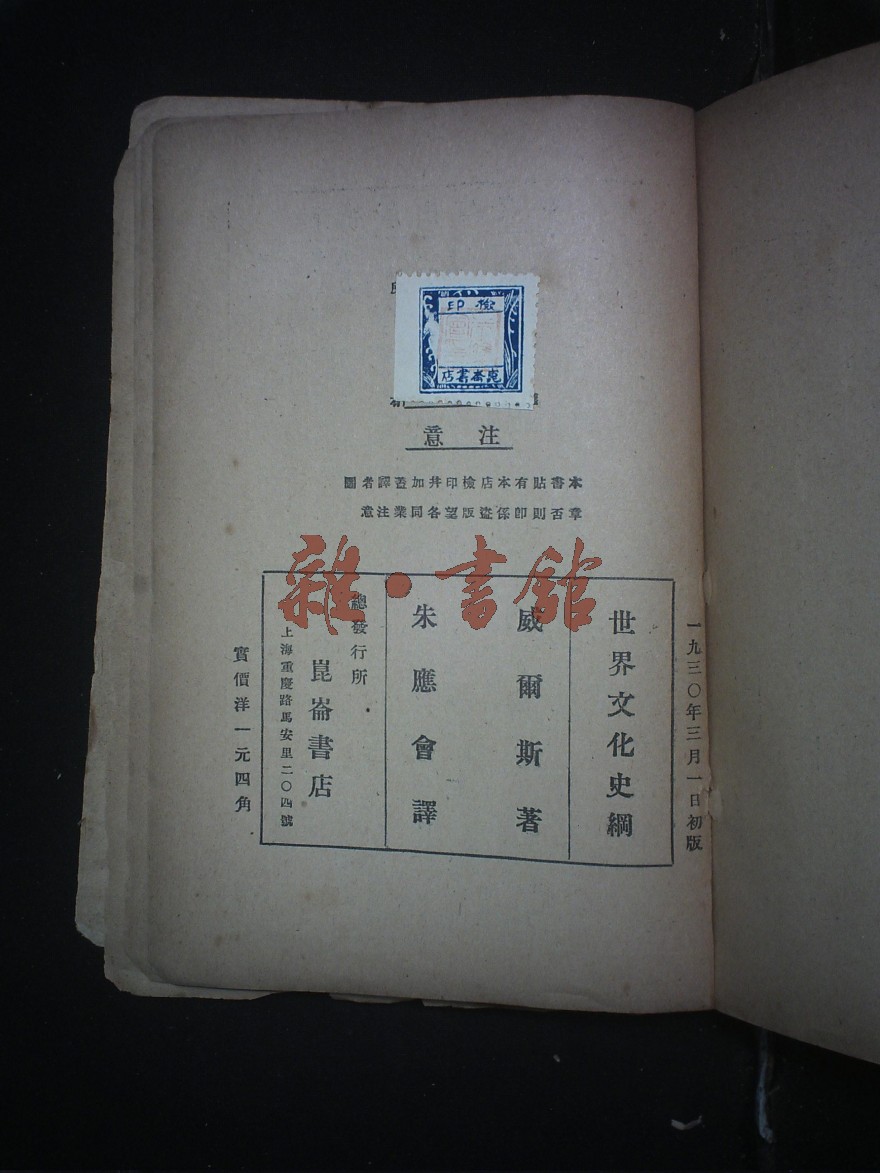 檢印
崑崙書店
注意
本書貼有本店檢印并加蓋譯者圖
章否則即係盜版望各同業注意
一九三〇年三月一日初版
世界文化史綱
威爾斯著
朱應會譯
總發行所
崑崙書店
上海重慶路馬安里二〇四號
實價洋一元四角
雜·書館